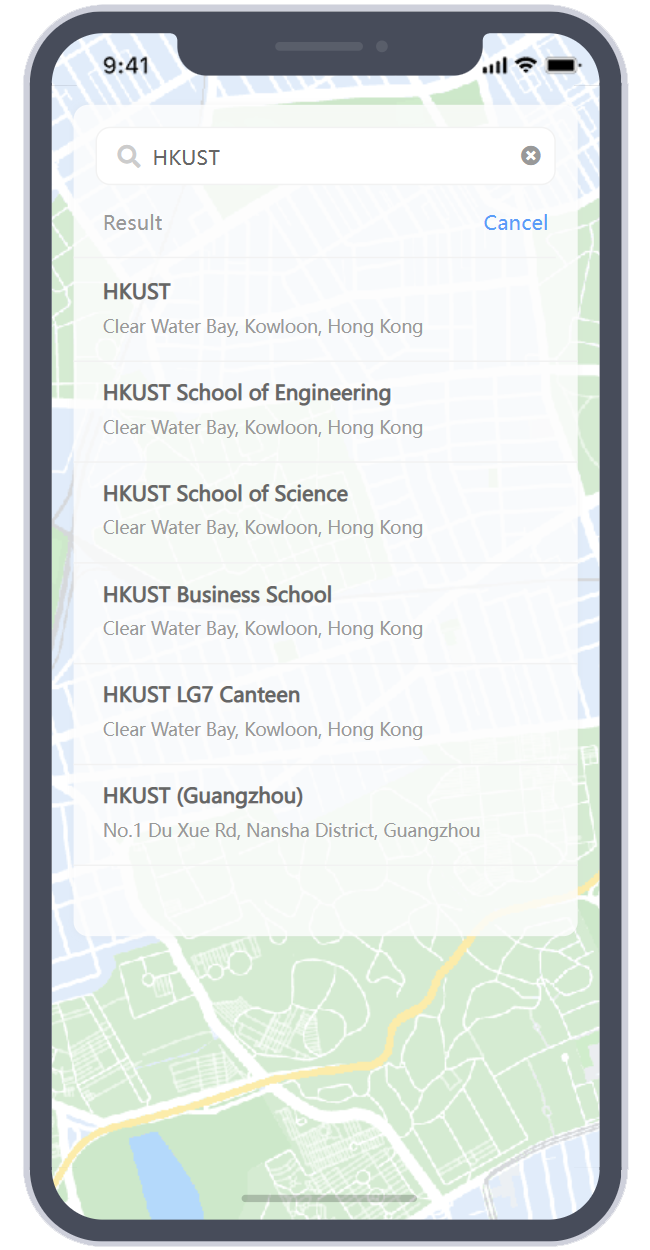 9:41
HKUST
Result Cancel
HKUST
Clear Water Bay, Kowloon, Hong Kong
HKUST School of Engineering
Clear Water Bay, Kowloon, Hong Kong
HKUST School of Science
Clear Water Bay, Kowloon, Hong Kong
HKUST Business School
Clear Water Bay, Kowloon, Hong Kong
HKUST LG7 Canteen
Clear Water Bay, Kowloon, Hong Kong
HKUST (Guangzhou)
No.1 Du Xue Rd, Nansha District, Guangzhou